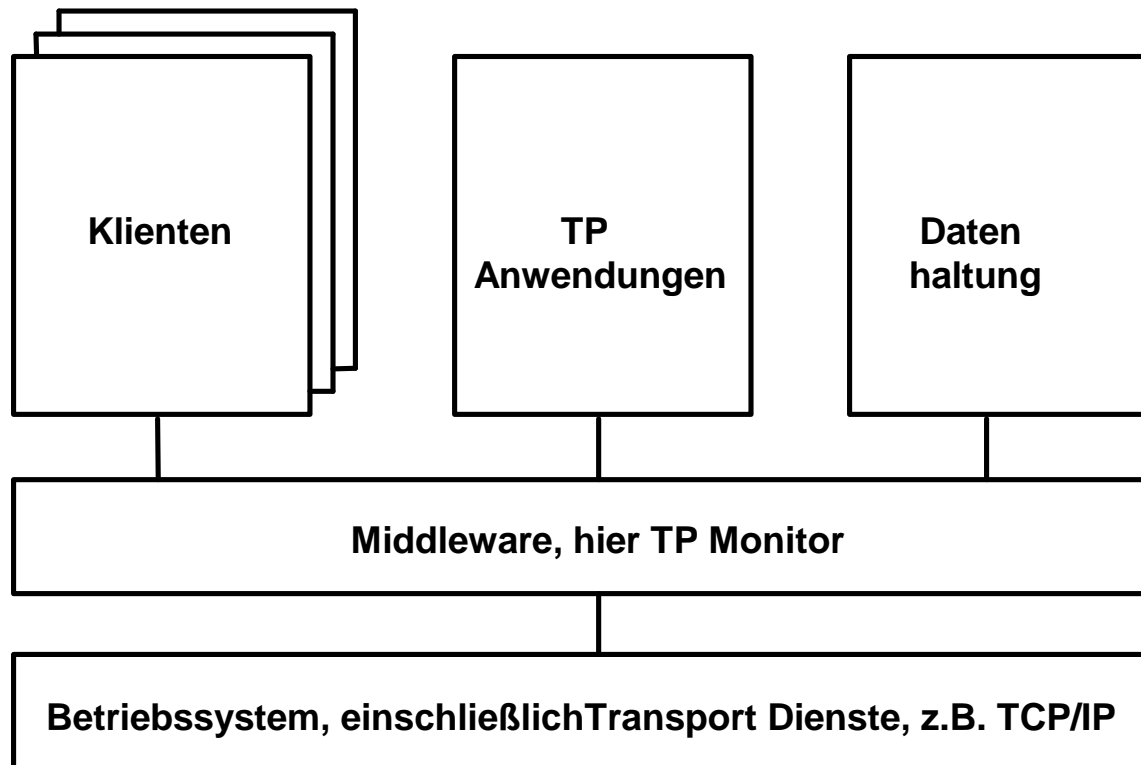 Klienten
TP
Anwendungen
Daten
haltung
Middleware, hier TP Monitor
Betriebssystem, einschließlichTransport Dienste, z.B. TCP/IP